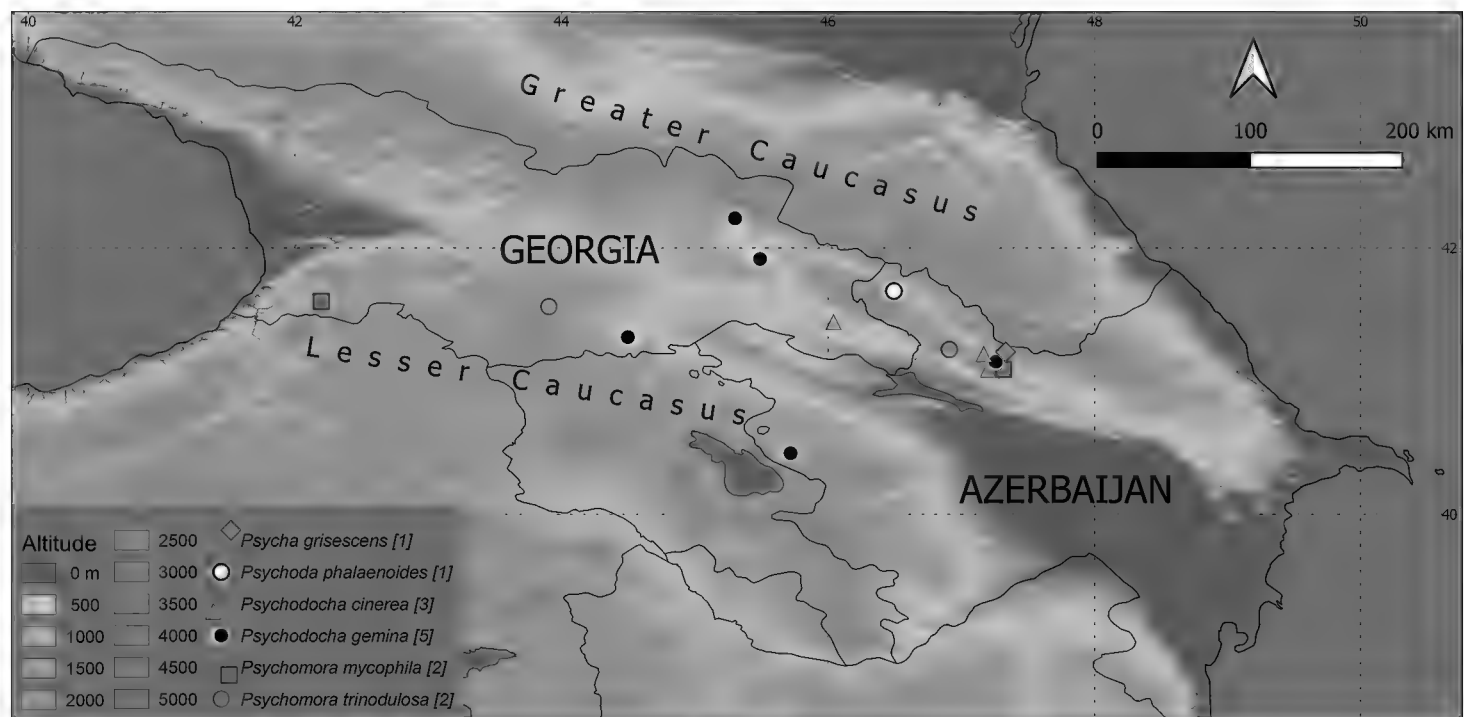 40 42 44 46 48 50
Greater Caucasus
0 100 200 km
GEORGIA
42
Lesser Caucasus
AZERBAIJAN
40
Altitude
0 m
500
1000
1500
2000
2500
3000
3500
4000
4500
5000
Psycha grisescens [1]
Psychoda phalaenoides [1]
Psychodocha cinerea [3]
Psychodocha gemina [5]
Psychomora mycophila [2]
Psychomora trinodulosa [2]